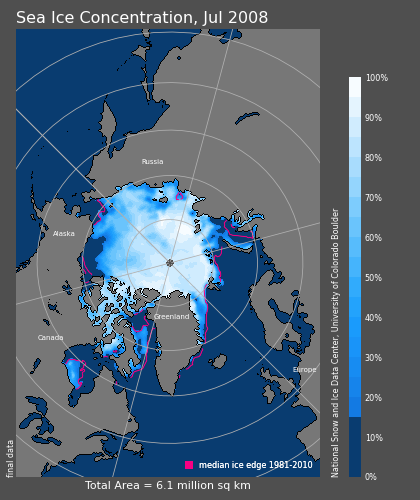 Sea Ice Concentration, Jul 2008
Russia
Alaska
Greenland
Canada
Europe
median ice edge 1981-2010
final data
Total Area = 6.1 million sq km
100%
90%
80%
70%
60%
50%
40%
30%
20%
10%
0%
National Snow and Ice Data Center, University of Colorado Boulder